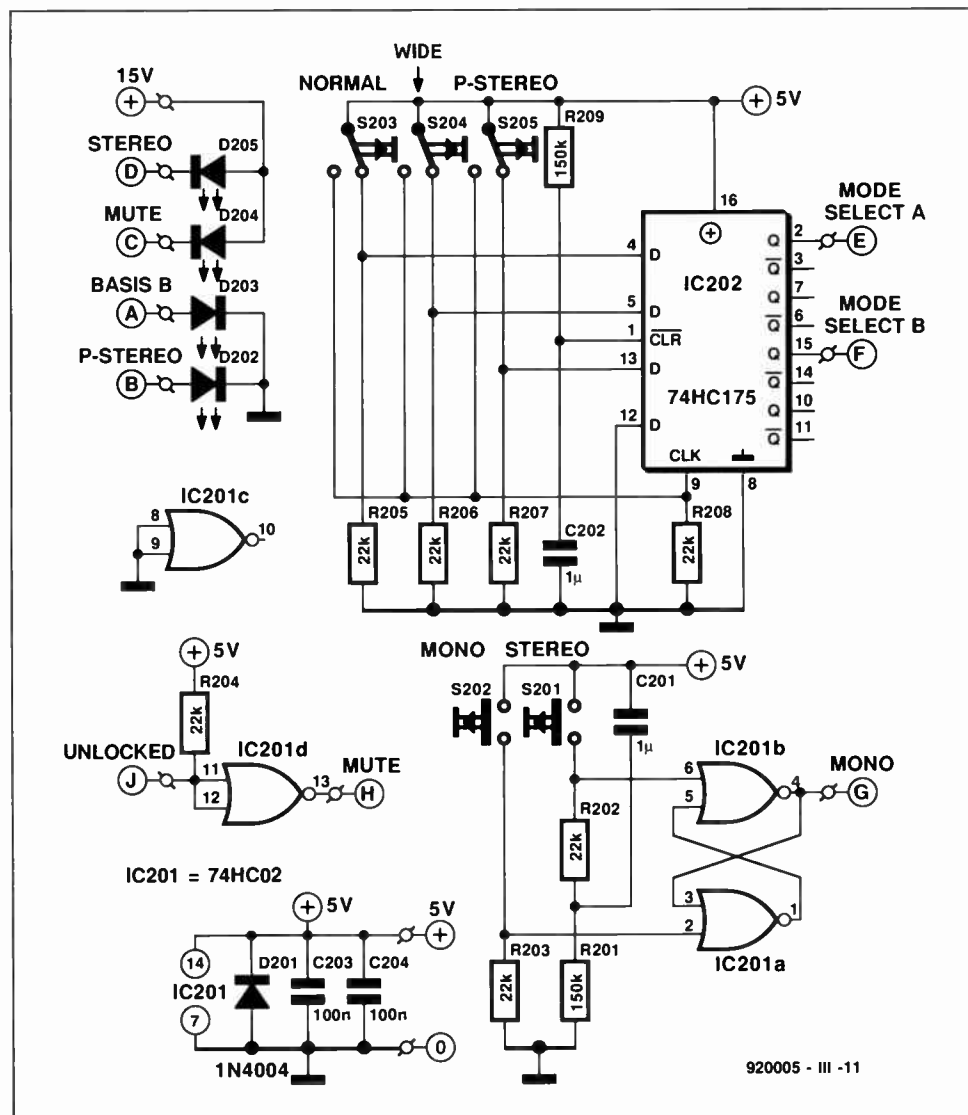 WIDE
NORMAL P-STEREO
15V
5V
S203 S204 S205 R209
150k
STEREO
D
D205
MUTE
C
D204
BASIS B
A
D203
P-STEREO
B
D202
16
MODE
SELECT A
4 D Q 2 E
IC202 Q 3
5 D Q 7
Q 6
MODE
SELECT B
1 CLR Q 15 F
13 D Q 14
74HC175
12 D Q 10
Q 11
CLK
9 8
IC201c
8
9
10
R205 R206 R207 C202 R208
22k 22k 22k 1µ 22k
5V
R204
22k
UNLOCKED
J
IC201d
11
12
13
MUTE
H
MONO STEREO
5V
S202 S201 C201
1µ
IC201b
6
5
4
MONO
G
R202
22k
3
2
1
IC201a
R203 R201
22k 150k
IC201 = 74HC02
5V 5V
14
IC201
7
D201 C203 C204
100n 100n
0
1N4004
920005 - III -11